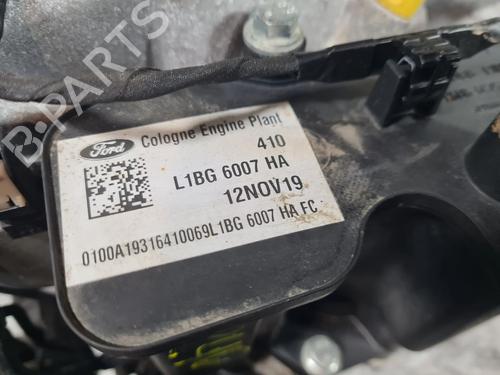 Ford
Cologne Engine Plant
410
L1BG 6007 HA
12NOV19
0100A19316410069L1BG 6007 HA FC
B-PARTS